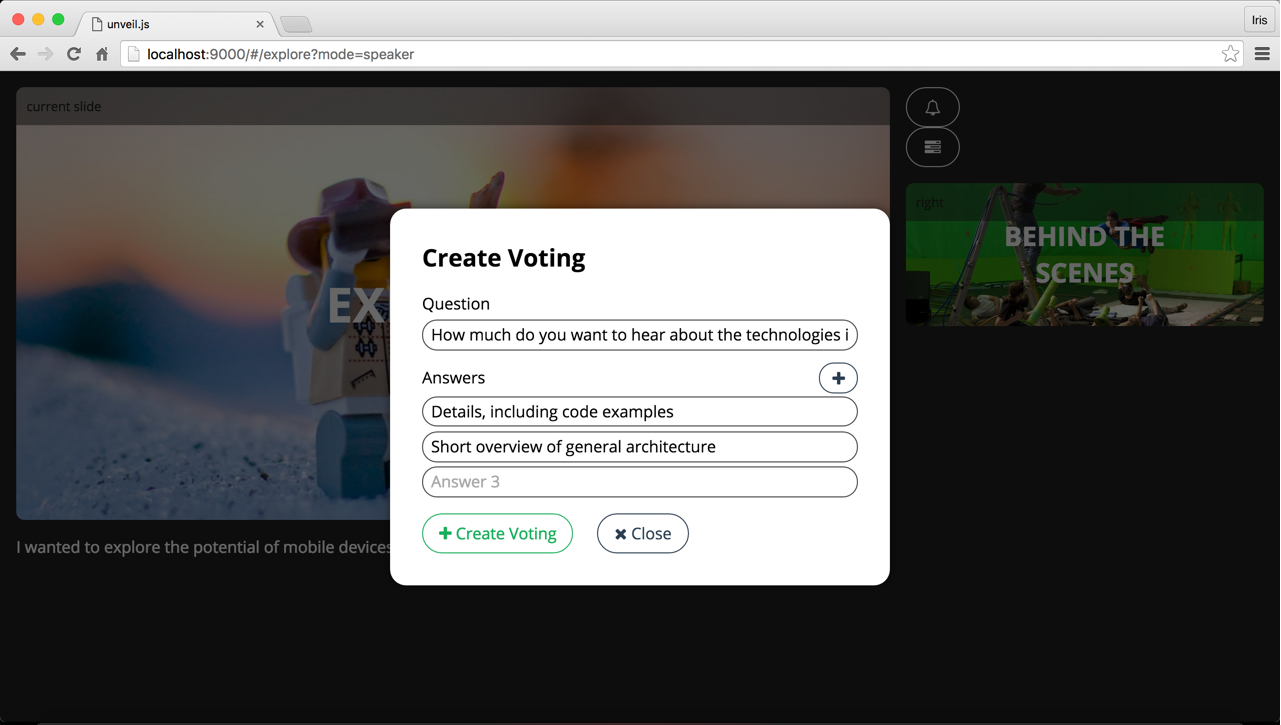 unveil.js
Iris
localhost:9000/#/explore?mode=speaker
current slide
EX
right
BEHIND THE
SCENES
Create Voting
Question
How much do you want to hear about the technologies i
Answers
Details, including code examples
Short overview of general architecture
Answer 3
Create Voting
Close
I wanted to explore the potential of mobile devices